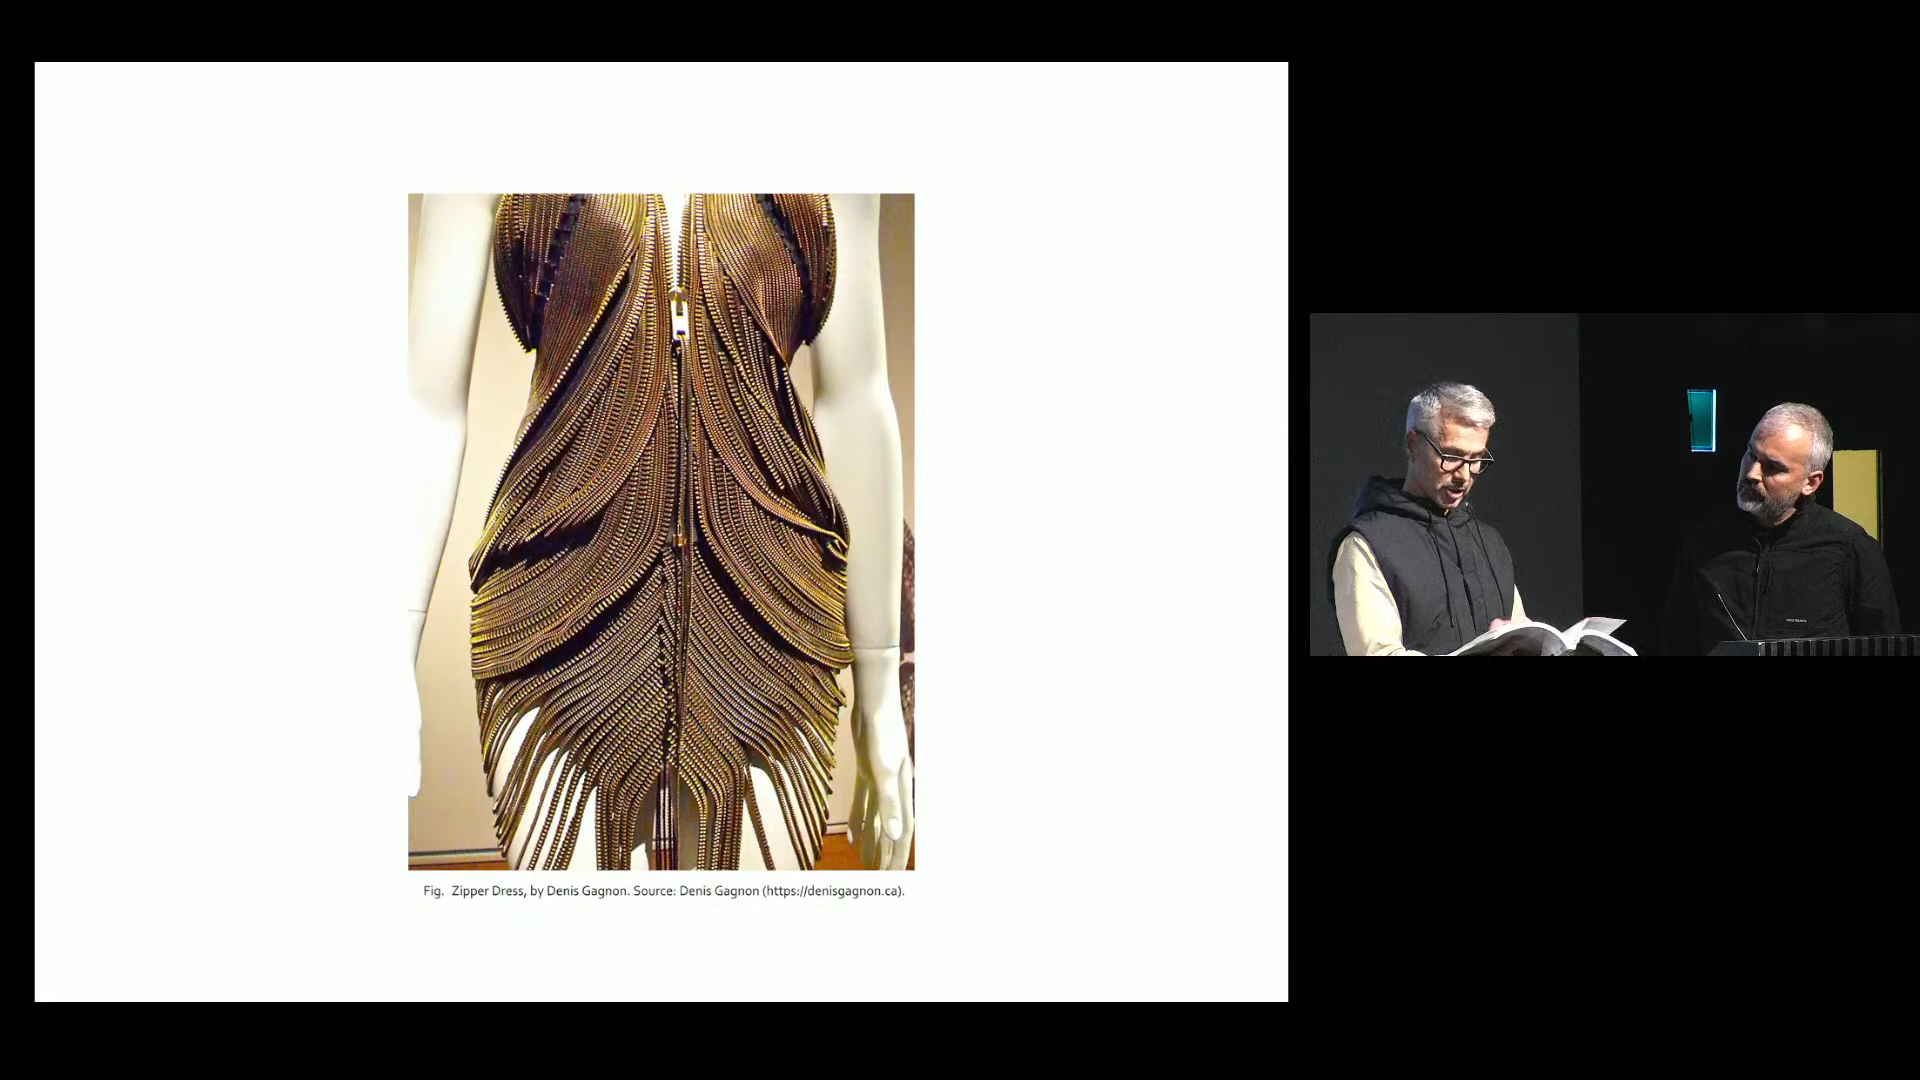 Fig.  Zipper Dress, by Denis Gagnon. Source: Denis Gagnon (https://denisgagnon.ca).